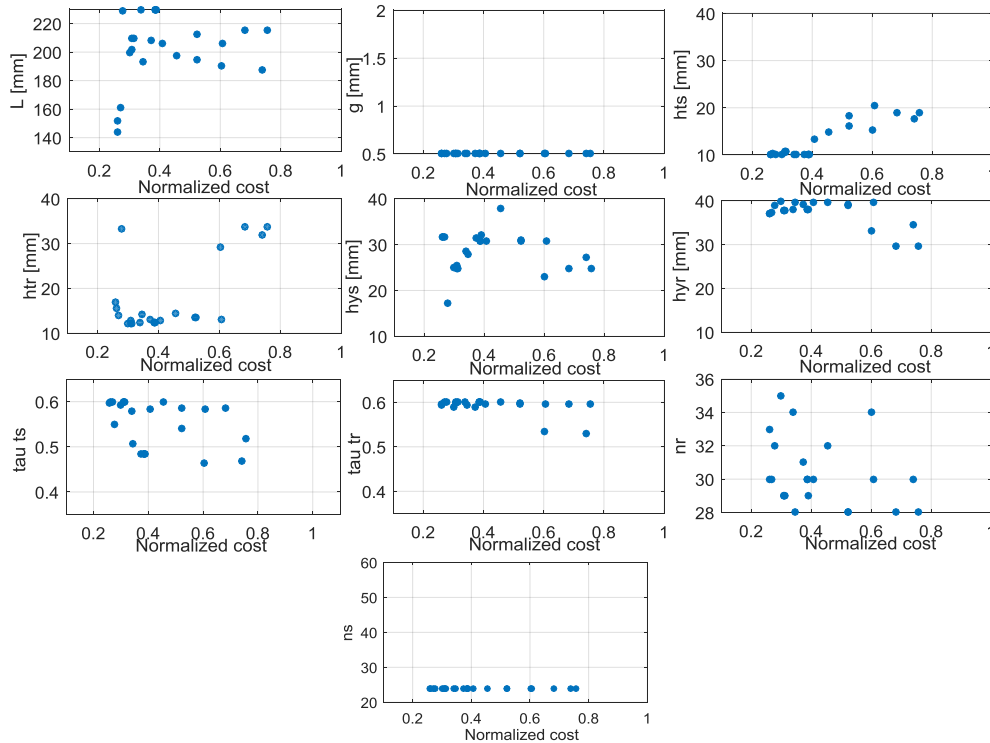 220
200
180
160
140
L [mm]
0.2 0.4 0.6 0.8 1
Normalized cost
2
1.5
1
0.5
g [mm]
0.2 0.4 0.6 0.8 1
Normalized cost
40
30
20
10
hts [mm]
0.2 0.4 0.6 0.8
Normalized cost
40
30
20
10
htr [mm]
0.2 0.4 0.6 0.8 1
Normalized cost
40
30
20
10
hys [mm]
0.2 0.4 0.6 0.8 1
Normalized cost
40
30
20
10
hyr [mm]
0.2 0.4 0.6 0.8
Normalized cost
0.6
0.5
0.4
tau ts
0.2 0.4 0.6 0.8 1
Normalized cost
0.6
0.5
0.4
tau tr
0.2 0.4 0.6 0.8 1
Normalized cost
36
34
32
30
28
nr
0.2 0.4 0.6 0.8
Normalized cost
60
50
40
30
20
ns
0.2 0.4 0.6 0.8 1
Normalized cost